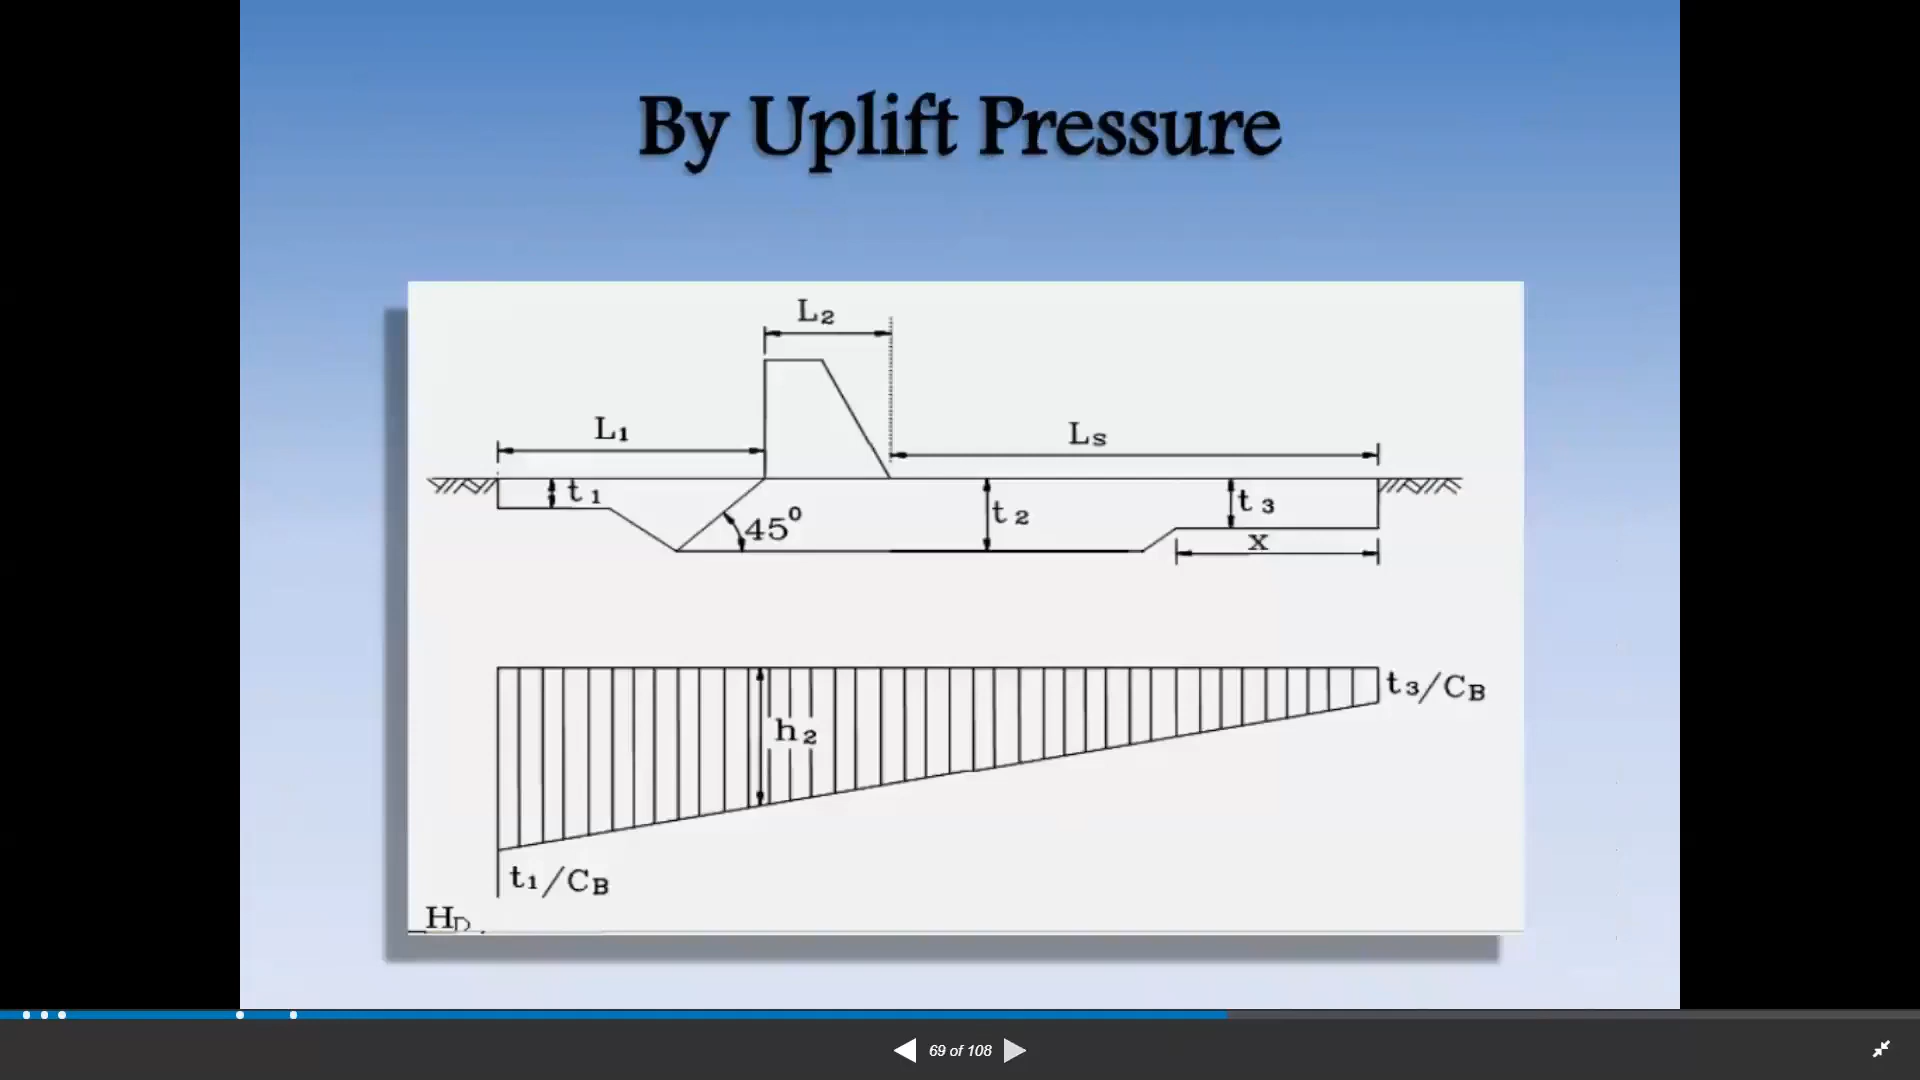 By Uplift Pressure
L2
L1
Ls
t1
45°
t2
t3
x
h2
t3/CB
t1/CB
HD
69 of 108